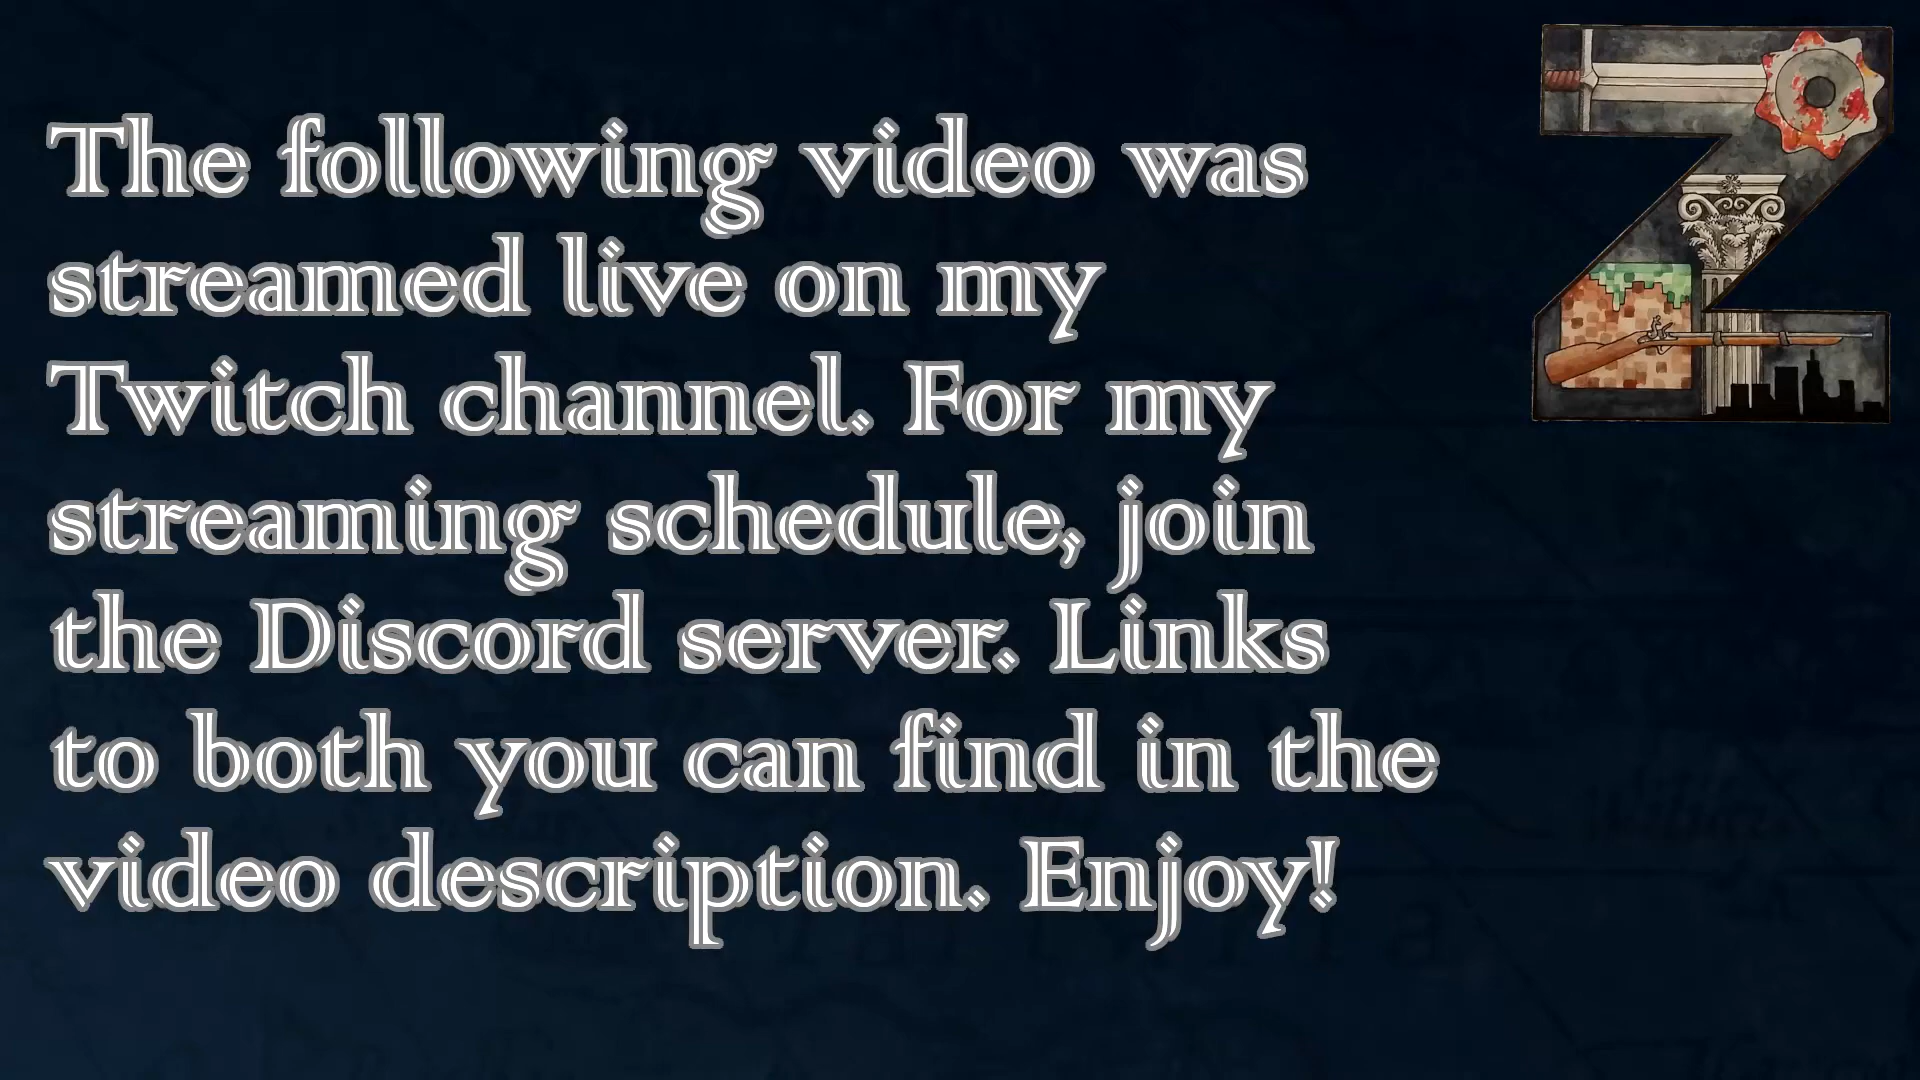 The following video was
streamed live on my
Twitch channel. For my
streaming schedule, join
the Discord server. Links
to both you can find in the
video description. Enjoy!